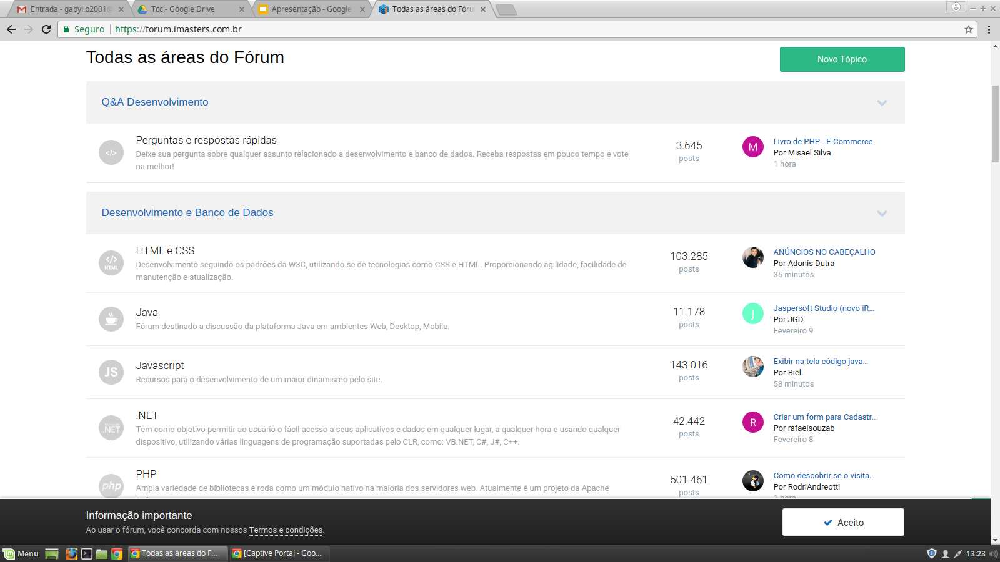 Entrada - gabyi.b2001@
Tcc - Google Drive
Apresentação - Google
Todas as áreas do Fóru
Seguro
https://forum.imasters.com.br
Todas as áreas do Fórum
Novo Tópico
Q&A Desenvolvimento
</>
Perguntas e respostas rápidas
Deixe sua pergunta sobre qualquer assunto relacionado a desenvolvimento e banco de dados. Receba respostas em pouco tempo e vote
na melhor!
3.645
posts
M
Livro de PHP - E-Commerce
Por Misael Silva
1 hora
Desenvolvimento e Banco de Dados
</>
HTML
HTML e CSS
Desenvolvimento seguindo os padrões da W3C, utilizando-se de tecnologias como CSS e HTML. Proporcionando agilidade, facilidade de
manutenção e atualização.
103.285
posts
ANÚNCIOS NO CABEÇALHO
Por Adonis Dutra
35 minutos
Java
Fórum destinado a discussão da plataforma Java em ambientes Web, Desktop, Mobile.
11.178
posts
J
Jaspersoft Studio (novo iR...
Por JGD
Fevereiro 9
JS
Javascript
Recursos para o desenvolvimento de um maior dinamismo pelo site.
143.016
posts
Exibir na tela código java...
Por Biel.
58 minutos
.NET
.NET
Tem como objetivo permitir ao usuário o fácil acesso a seus aplicativos e dados em qualquer lugar, a qualquer hora e usando qualquer
dispositivo, utilizando várias linguagens de programação suportadas pelo CLR, como: VB.NET, C#, J#, C++.
42.442
posts
R
Criar um form para Cadastr...
Por rafaelsouzab
Fevereiro 8
php
PHP
Ampla variedade de bibliotecas e roda como um módulo nativo na maioria dos servidores web. Atualmente é um projeto da Apache
501.461
posts
Como descobrir se o visita...
Por RodriAndreotti
1 hora
Informação importante
Ao usar o fórum, você concorda com nossos Termos e condições.
Aceito
Menu
Todas as áreas do F...
[Captive Portal - Goo...
13:23